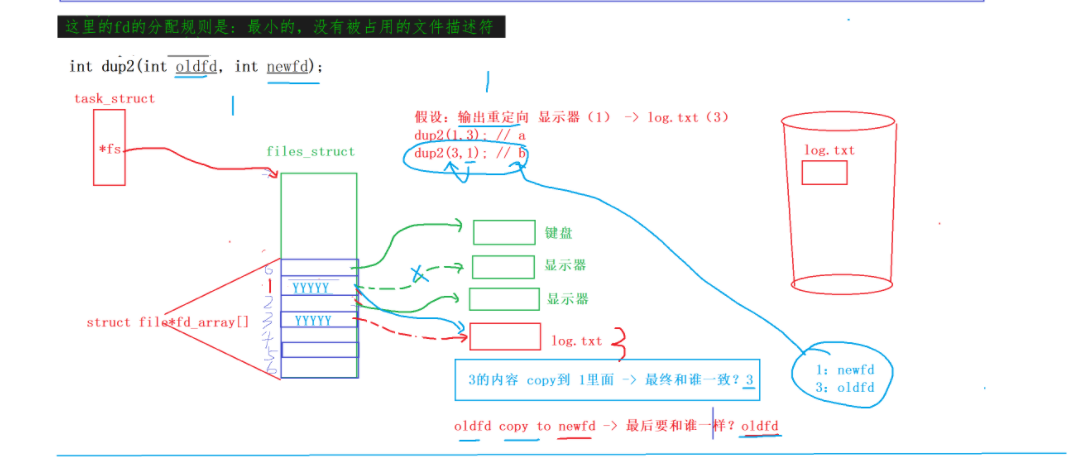 这里的fd的分配规则是：最小的，没有被占用的文件描述符
int dup2(int oldfd, int newfd);
task_struct
*fs
files_struct
假设：输出重定向 显示器（1） -> log.txt（3）
dup2(1,3); // a
dup2(3,1); // b
log.txt
键盘
显示器
显示器
log.txt 3
0
1
2
3
4
5
6
YYYYY
YYYYY
struct file*fd_array[]
3的内容 copy到 1里面 -> 最终和谁一致？3
1: newfd
3: oldfd
oldfd copy to newfd -> 最后要和谁一样？oldfd